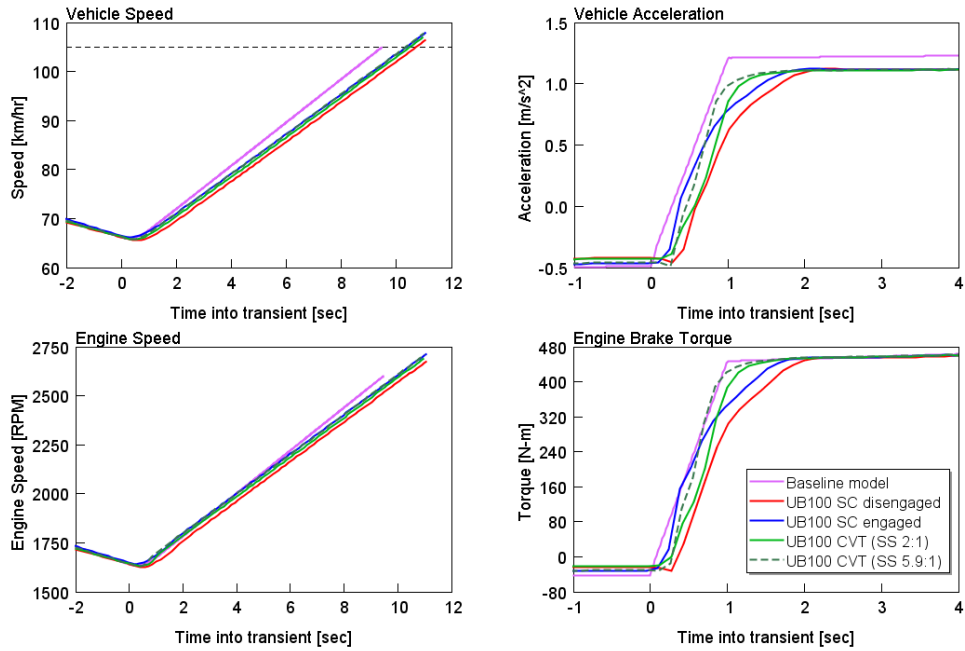 Vehicle Speed
110
100
90
80
70
60
Speed [km/hr]
-2 0 2 4 6 8 10 12
Time into transient [sec]
Vehicle Acceleration
1.5
1.0
0.5
0.0
-0.5
Acceleration [m/s^2]
-1 0 1 2 3 4
Time into transient [sec]
Engine Speed
2750
2500
2250
2000
1750
1500
Engine Speed [RPM]
-2 0 2 4 6 8 10 12
Time into transient [sec]
Engine Brake Torque
480
400
320
240
160
80
0
-80
Torque [N-m]
Baseline model
UB100 SC disengaged
UB100 SC engaged
UB100 CVT (SS 2:1)
UB100 CVT (SS 5.9:1)
-1 0 1 2 3 4
Time into transient [sec]